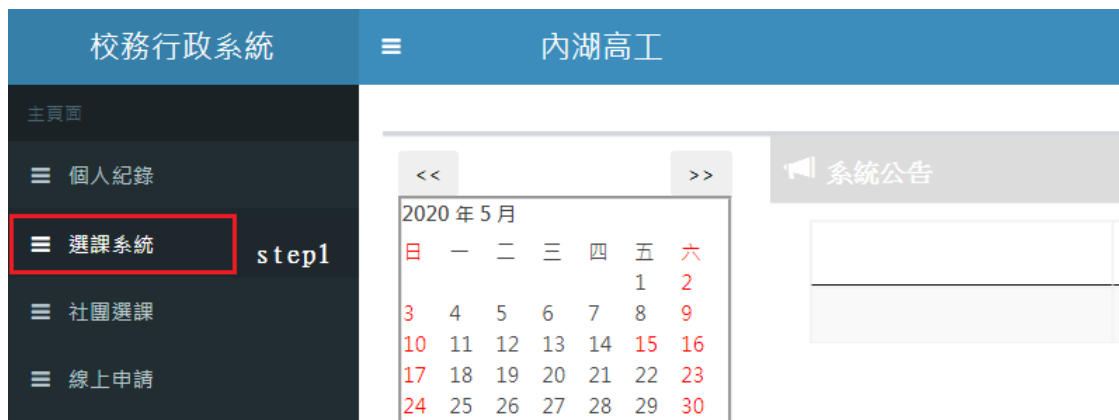 校務行政系統
內湖高工
主頁面
個人紀錄
選課系統 step1
社團選課
線上申請
<< >>
2020 年 5 月
日 一 二 三 四 五 六
1 2
3 4 5 6 7 8 9
10 11 12 13 14 15 16
17 18 19 20 21 22 23
24 25 26 27 28 29 30
系統公告